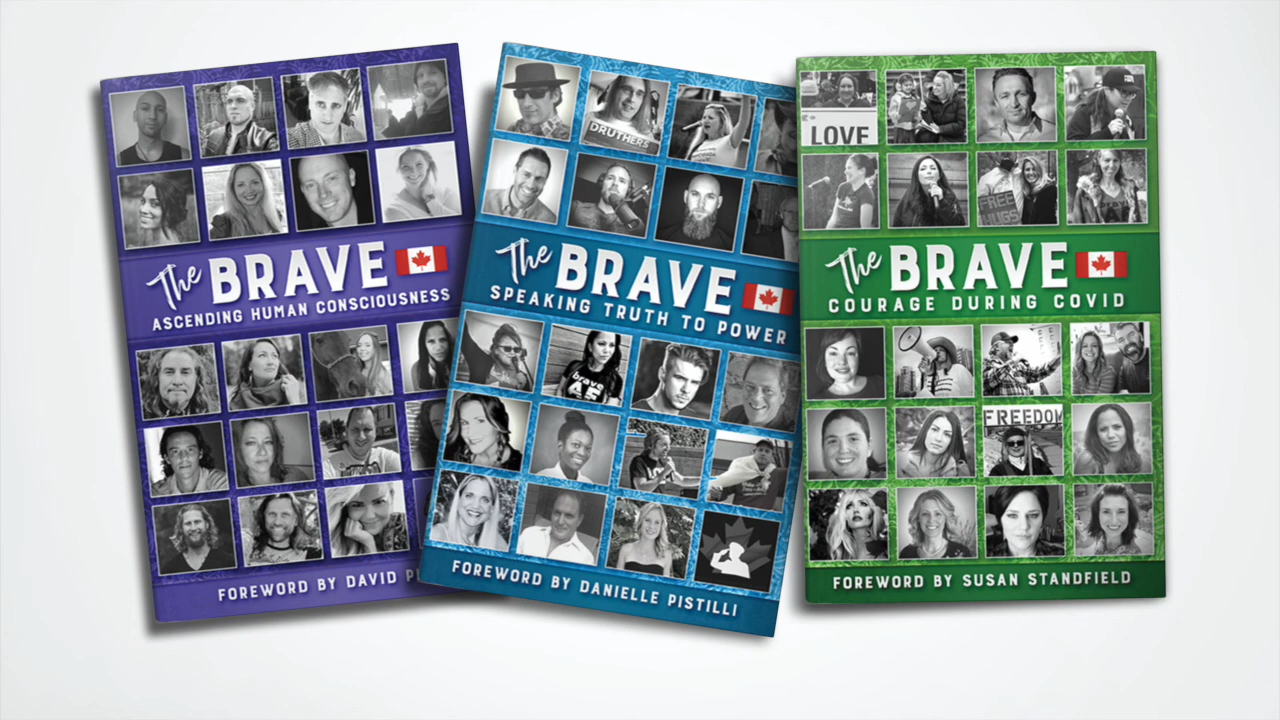 The BRAVE
ASCENDING HUMAN CONSCIOUSNESS
FOREWORD BY DAVID
DRUTHERS
The BRAVE
SPEAKING TRUTH TO POWER
brave
FOREWORD BY DANIELLE PISTILLI
LOVE
FREE
HUGS
The BRAVE
COURAGE DURING COVID
FREEDOM
FOREWORD BY SUSAN STANDFIELD